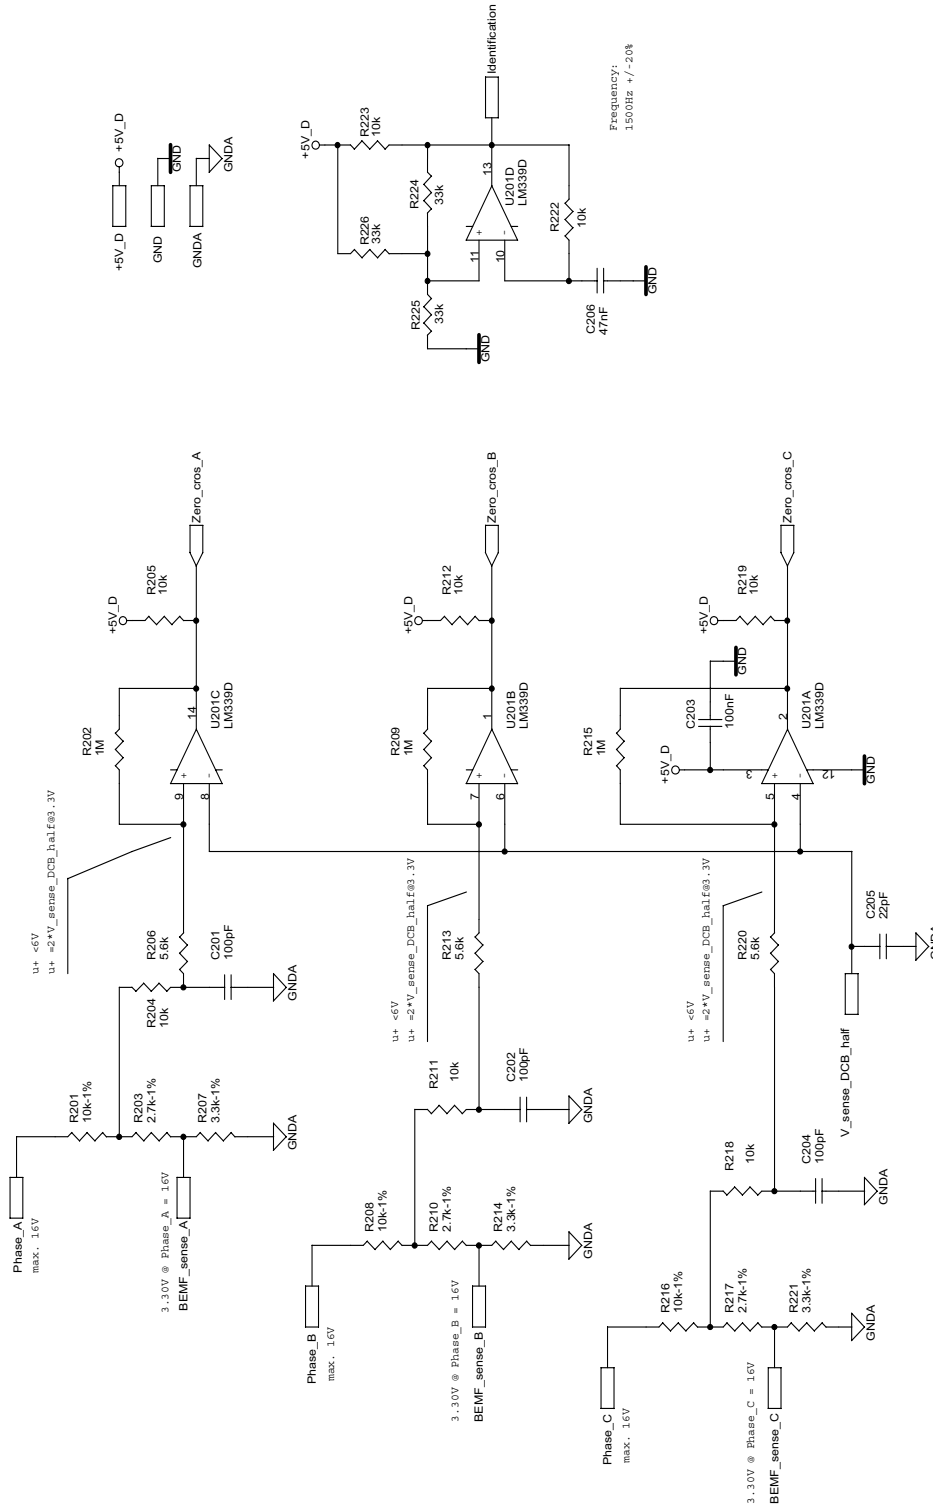 +5V_D
+5V_D
GND
GND
GNDA
GNDA
+5V_D
R223
10k
R224
33k
R226
33k
R225
33k
GND
11
10
+
-
13
U201D
LM339D
R222
10k
C206
47nF
GND
Identification
Frequency:
1500Hz +/-20%
Phase_A
max. 16V
R201
10k-1%
R203
2.7k-1%
R207
3.3k-1%
3.30V @ Phase_A = 16V
BEMF_sense_A
GNDA
R204
10k
R206
5.6k
C201
100pF
GNDA
u+ <6V
u+ =2*V_sense_DCB_half@3.3V
R202
1M
9
8
+
-
14
U201C
LM339D
+5V_D
R205
10k
Zero_cros_A
Phase_B
max. 16V
R208
10k-1%
R210
2.7k-1%
R214
3.3k-1%
3.30V @ Phase_B = 16V
BEMF_sense_B
GNDA
R211
10k
C202
100pF
GNDA
R213
5.6k
u+ <6V
u+ =2*V_sense_DCB_half@3.3V
R209
1M
7
6
+
-
1
U201B
LM339D
+5V_D
R212
10k
Zero_cros_B
Phase_C
max. 16V
R216
10k-1%
R217
2.7k-1%
R221
3.3k-1%
3.30V @ Phase_C = 16V
BEMF_sense_C
GNDA
R218
10k
C204
100pF
GNDA
R220
5.6k
u+ <6V
u+ =2*V_sense_DCB_half@3.3V
R215
1M
+5V_D
C203
100nF
GND
5
4
+
-
3
12
2
U201A
LM339D
GND
+5V_D
R219
10k
Zero_cros_C
V_sense_DCB_half
C205
22pF
GNDA